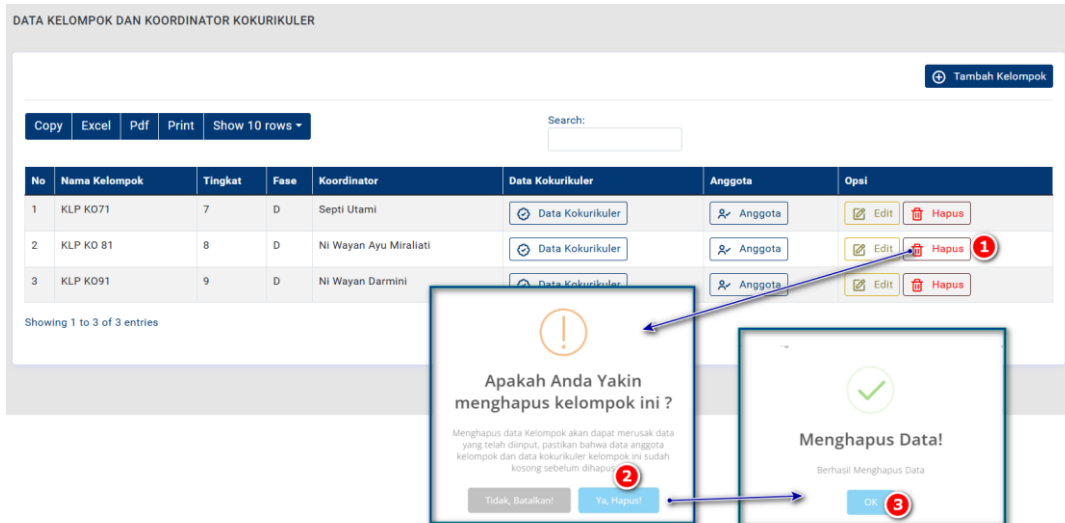 DATA KELOMPOK DAN KOORDINATOR KOKURIKULER
Tambah Kelompok
Copy Excel Pdf Print Show 10 rows
Search:
No Nama Kelompok Tingkat Fase Koordinator Data Kokurikuler Anggota Opsi
1 KLP KO71 7 D Septi Utami Data Kokurikuler Anggota Edit Hapus
2 KLP KO 81 8 D Ni Wayan Ayu Miraliati Data Kokurikuler Anggota Edit Hapus 1
3 KLP KO91 9 D Ni Wayan Darmini Data Kokurikuler Anggota Edit Hapus
Showing 1 to 3 of 3 entries
Apakah Anda Yakin
menghapus kelompok ini ?
Menghapus data Kelompok akan dapat merusak data
yang telah diinput, pastikan bahwa data anggota
kelompok dan data kokurikuler kelompok ini sudah
kosong sebelum dihapus
2
Tidak, Batalkan! Ya, Hapus!
Menghapus Data!
Berhasil Menghapus Data
OK 3